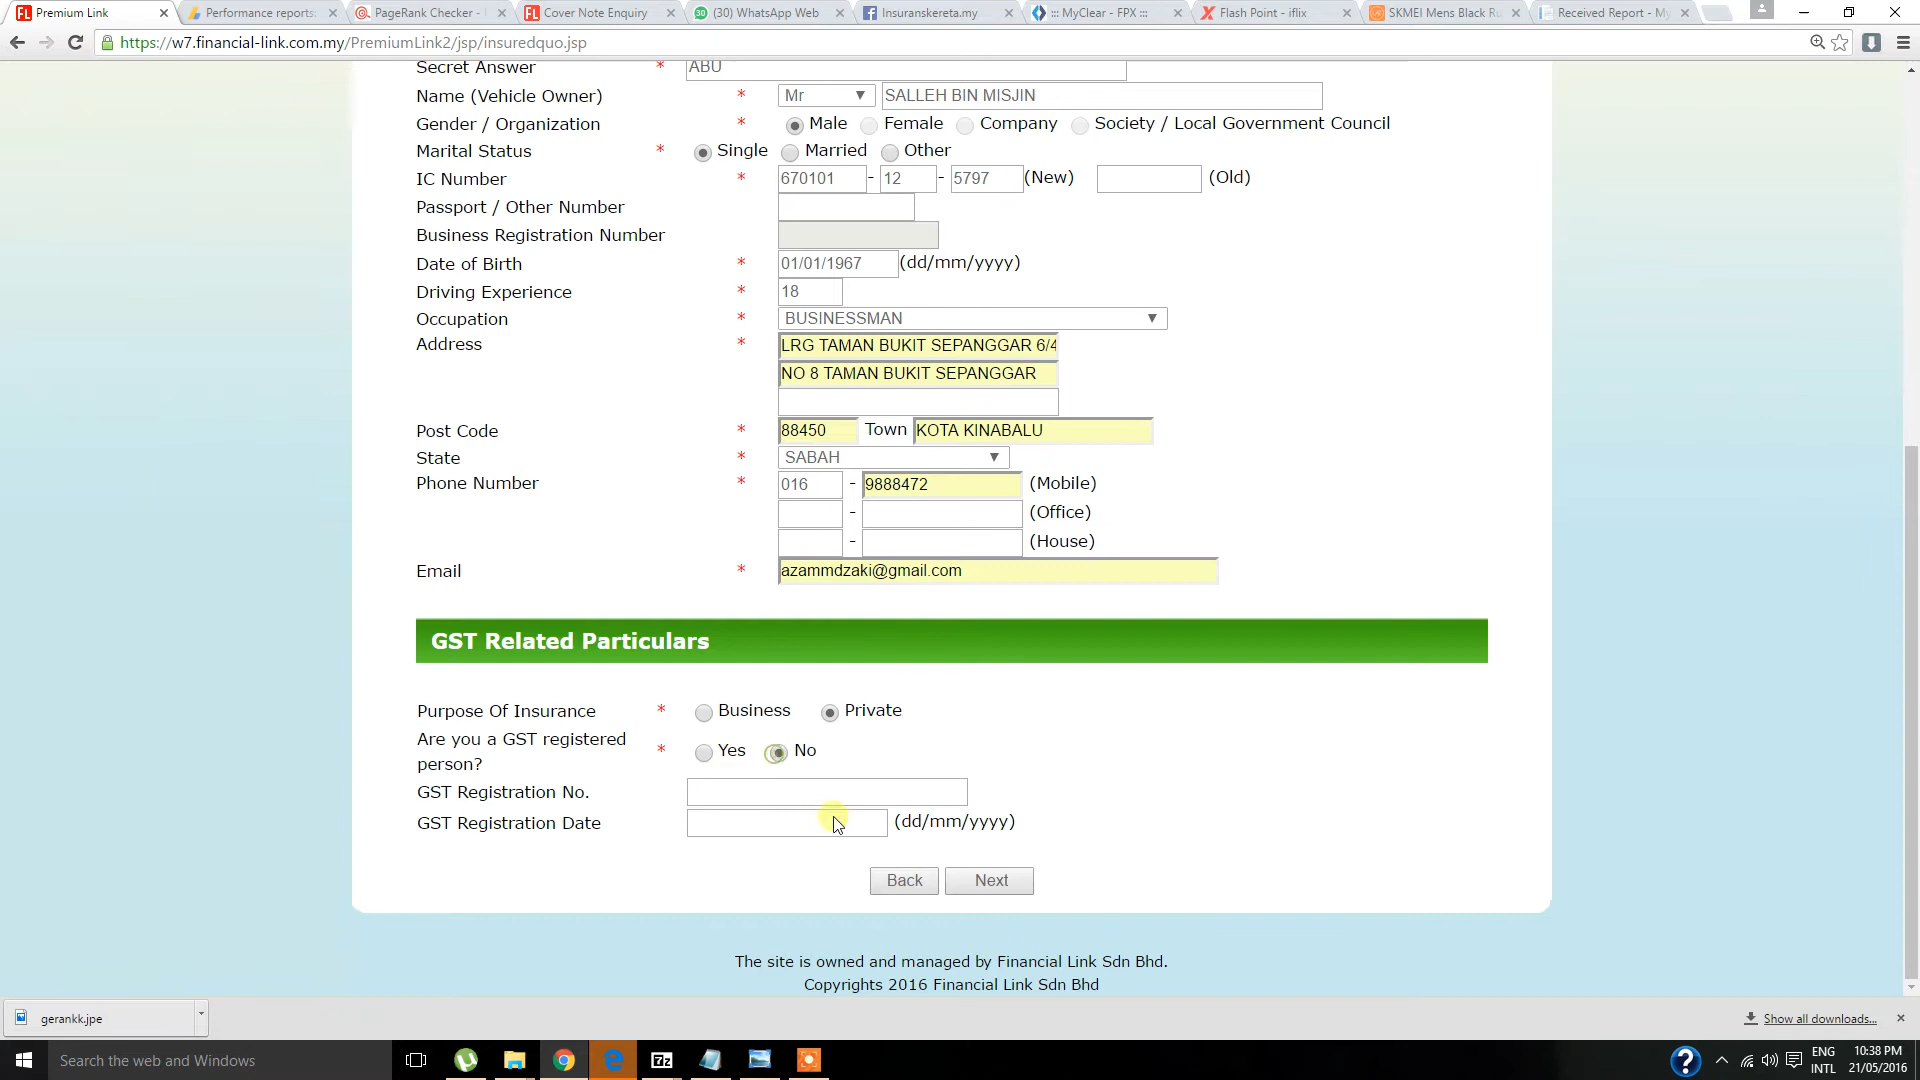 Premium Link
Performance reports:
PageRank Checker -
Cover Note Enquiry
(30) WhatsApp Web
Insuranskereta.my
::: MyClear - FPX :::
Flash Point - iflix
SKMEI Mens Black Ru
Received Report - My
https://w7.financial-link.com.my/PremiumLink2/jsp/insuredquo.jsp
Secret Answer * ABU
Name (Vehicle Owner) * Mr SALLEH BIN MISJIN
Gender / Organization * Male Female Company Society / Local Government Council
Marital Status * Single Married Other
IC Number * 670101 - 12 - 5797 (New) (Old)
Passport / Other Number
Business Registration Number
Date of Birth * 01/01/1967 (dd/mm/yyyy)
Driving Experience * 18
Occupation * BUSINESSMAN
Address * LRG TAMAN BUKIT SEPANGGAR 6/4
NO 8 TAMAN BUKIT SEPANGGAR
Post Code * 88450 Town KOTA KINABALU
State * SABAH
Phone Number * 016 - 9888472 (Mobile)
- (Office)
- (House)
Email * azammdzaki@gmail.com
GST Related Particulars
Purpose Of Insurance * Business Private
Are you a GST registered
person? * Yes No
GST Registration No.
GST Registration Date (dd/mm/yyyy)
Back Next
The site is owned and managed by Financial Link Sdn Bhd.
Copyrights 2016 Financial Link Sdn Bhd
gerankk.jpe
Show all downloads...
Search the web and Windows
ENG
INTL
10:38 PM
21/05/2016